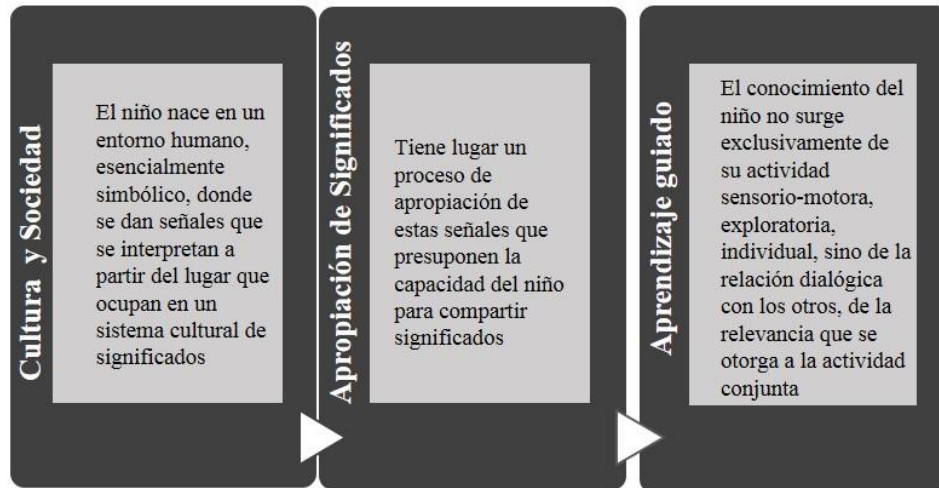 Cultura y Sociedad
El niño nace en un
entorno humano,
esencialmente
simbólico, donde
se dan señales que
se interpretan a
partir del lugar que
ocupan en un
sistema cultural de
significados
Apropiación de Significados
Tiene lugar un
proceso de
apropiación de
estas señales que
presuponen la
capacidad del niño
para compartir
significados
Aprendizaje guiado
El conocimiento del
niño no surge
exclusivamente de
su actividad
sensorio-motora,
exploratoria,
individual, sino de la
relación dialógica
con los otros, de la
relevancia que se
otorga a la actividad
conjunta